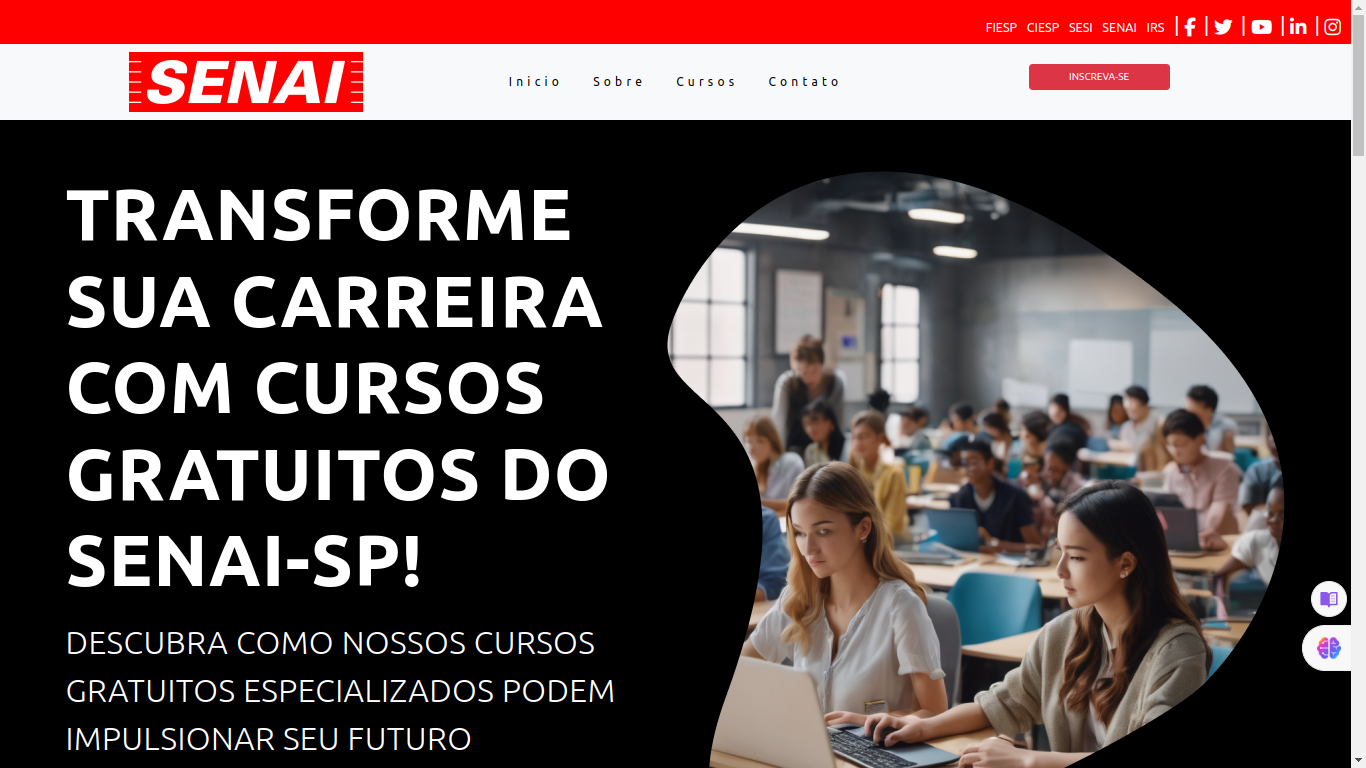 FIESP CIESP SESI SENAI IRS
SENAI
Inicio Sobre Cursos Contato
INSCREVA-SE
TRANSFORME
SUA CARREIRA
COM CURSOS
GRATUITOS DO
SENAI-SP!
DESCUBRA COMO NOSSOS CURSOS
GRATUITOS ESPECIALIZADOS PODEM
IMPULSIONAR SEU FUTURO